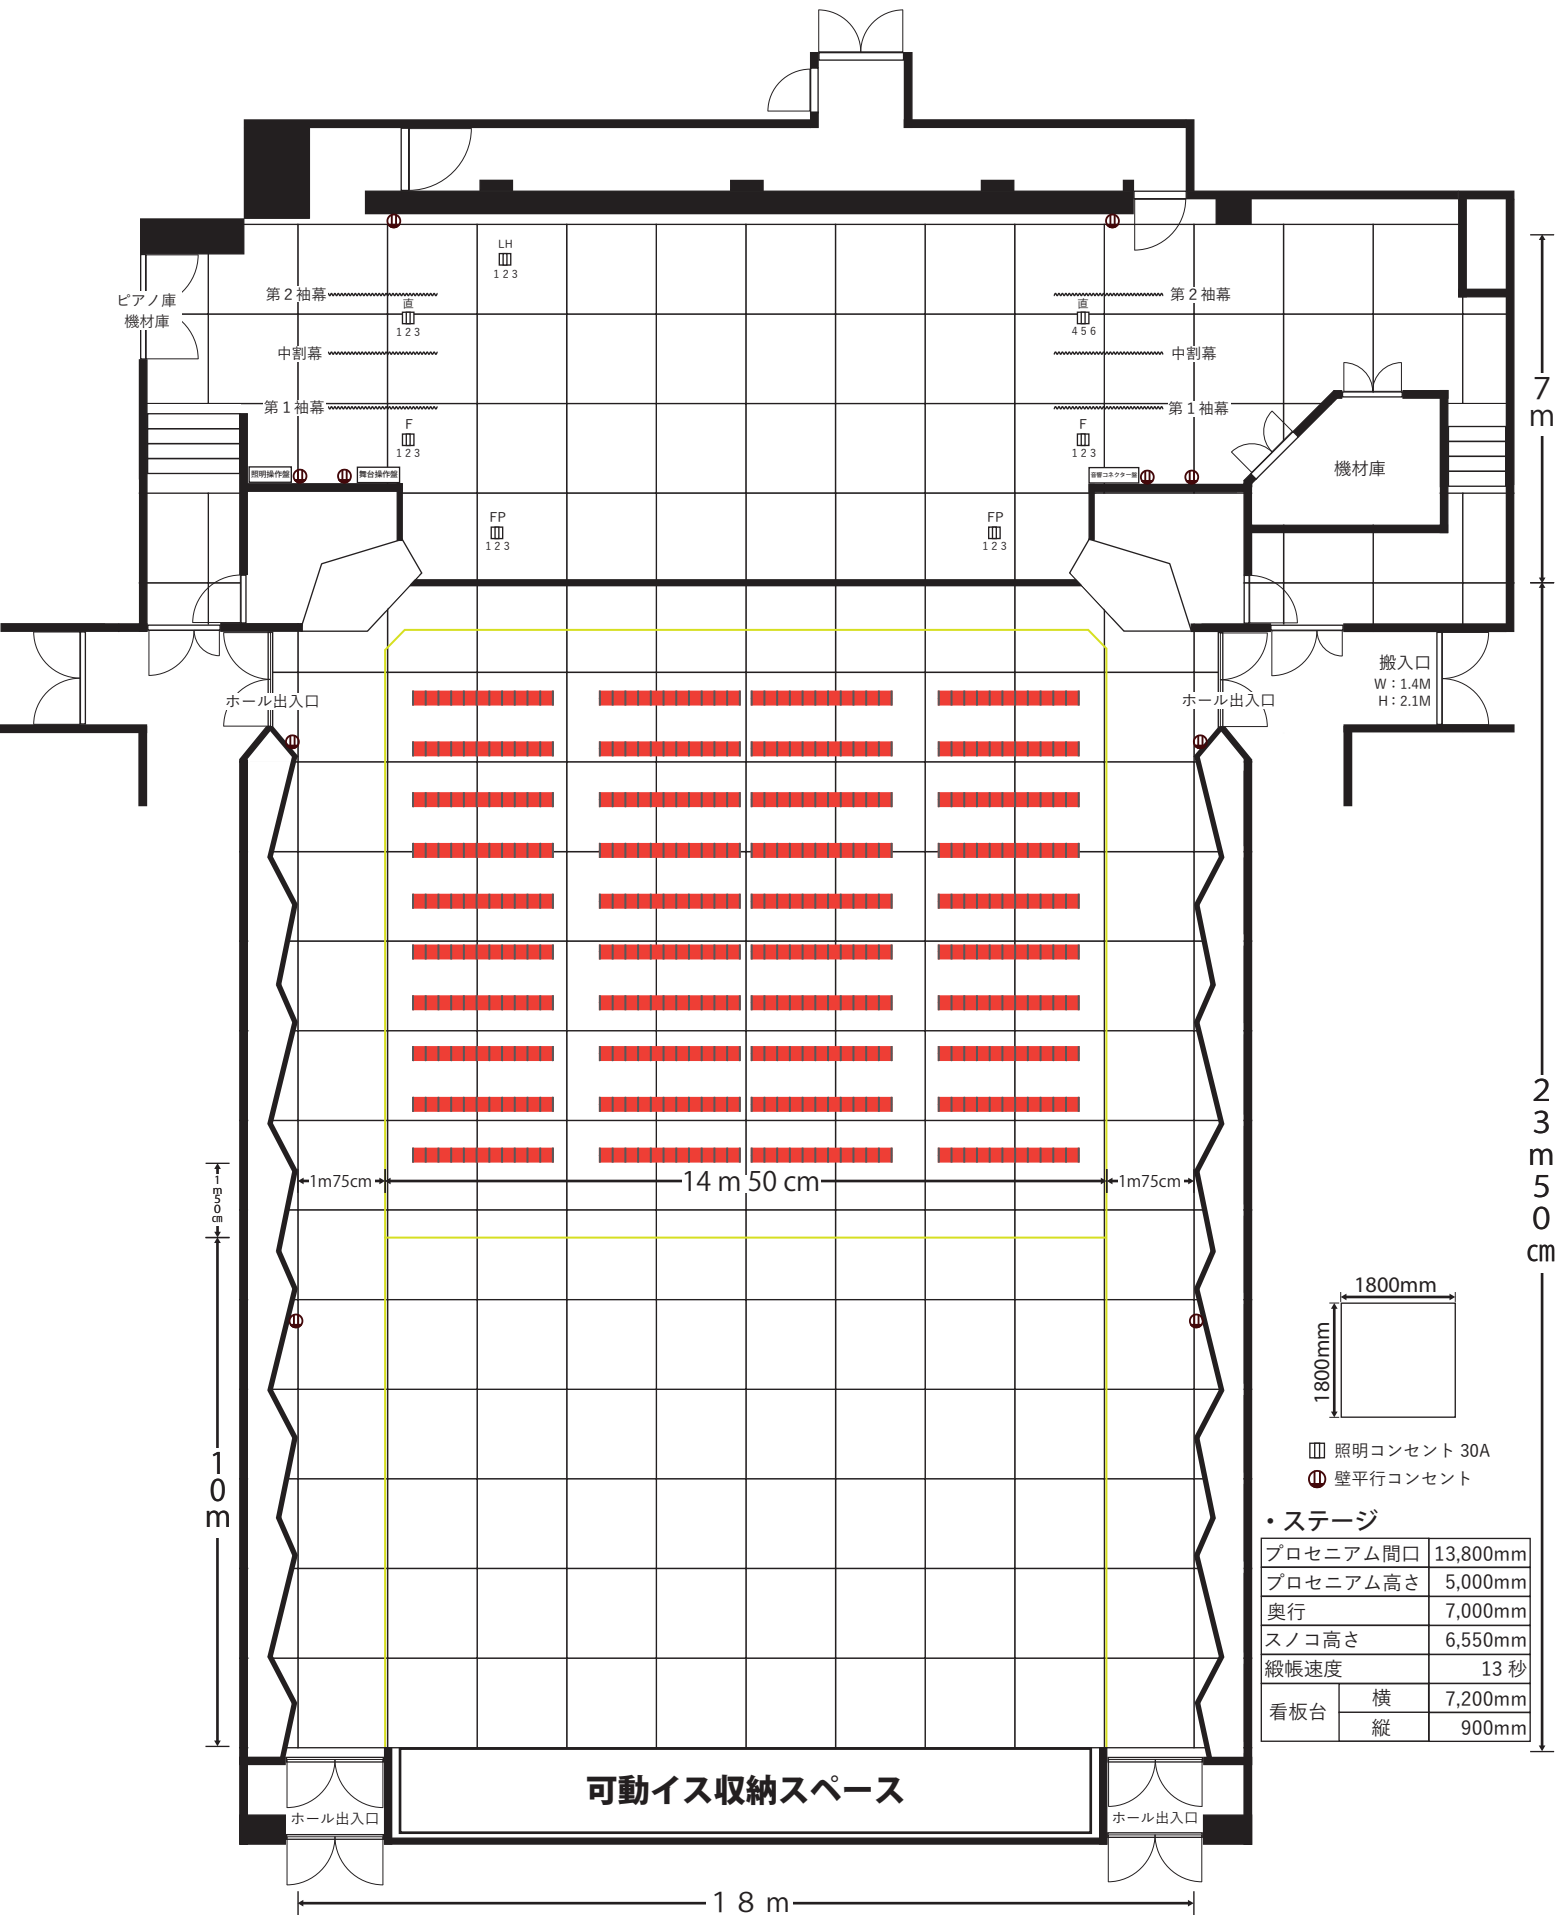 LH
1 2 3
ピアノ庫
機材庫
第２袖幕
第２袖幕
直
1 2 3
直
4 5 6
中割幕
中割幕
第１袖幕
第１袖幕
F
1 2 3
F
1 2 3
照明操作盤
舞台操作盤
音響コネクター盤
機材庫
7m
FP
1 2 3
FP
1 2 3
搬入口
W：1.4M
H：2.1M
ホール出入口
ホール出入口
23m50㎝
1m75cm
14 m 50 cm
1m75cm
1m50㎝
10m
1800mm
1800mm
照明コンセント 30A
壁平行コンセント
・ステージ
プロセニアム間口 13,800mm
プロセニアム高さ 5,000mm
奥行 7,000mm
スノコ高さ 6,550mm
緞帳速度 13 秒
看板台 横 7,200mm
縦 900mm
可動イス収納スペース
ホール出入口
ホール出入口
１８ｍ